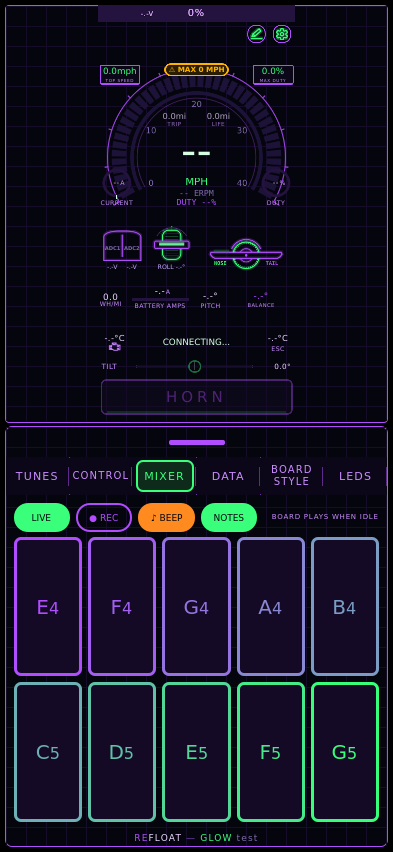 -.-V 0%
0.0mph
TOP SPEED
⚠ MAX 0 MPH
0.0%
MAX DUTY
20
0.0mi 0.0mi
TRIP LIFE
10 30
--
0 40
MPH
-- ERPM
DUTY --%
--A
CURRENT
--%
DUTY
ADC1 ADC2
-.-V -.-V
ROLL -.-°
NOSE TAIL
0.0
WH/MI
-.-A
BATTERY AMPS
-.-°
PITCH
-.-°
BALANCE
-.-°C
CONNECTING...
-.-°C
ESC
TILT 0.0°
HORN
TUNES CONTROL MIXER DATA BOARD STYLE LEDS
LIVE ● REC ♪ BEEP NOTES BOARD PLAYS WHEN IDLE
E4 F4 G4 A4 B4
C5 D5 E5 F5 G5
REFLOAT — GLOW test